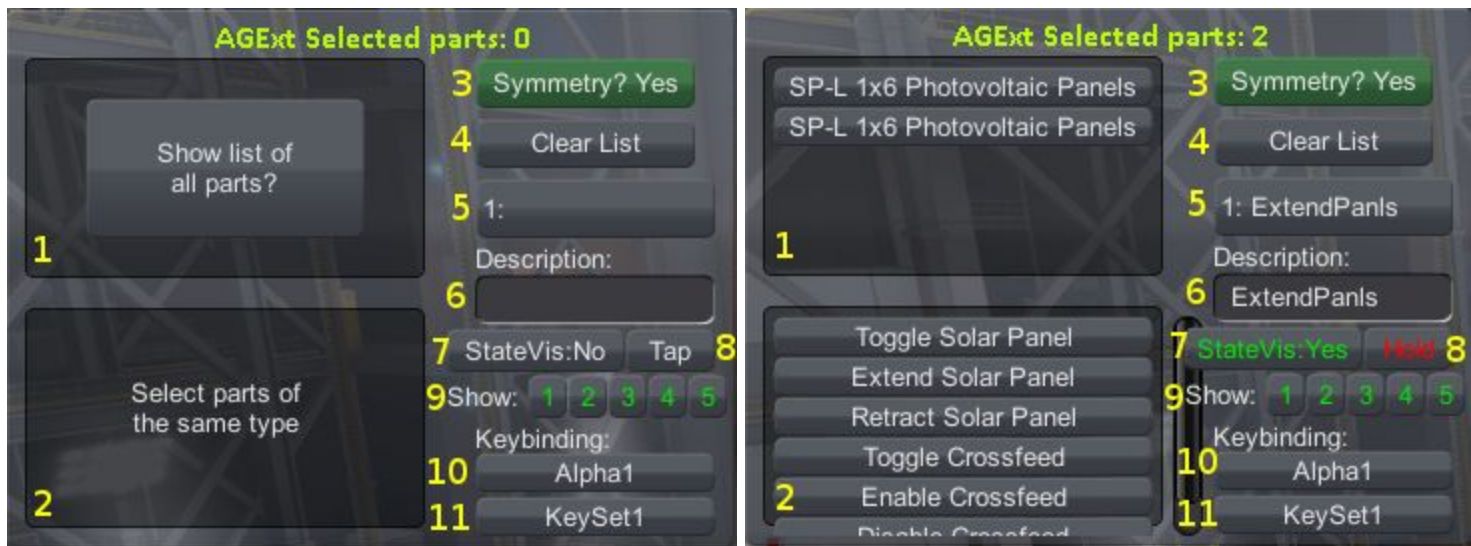 AGExt Selected parts: 0
Show list of
all parts?
1
Select parts of
the same type
2
3 Symmetry? Yes
4 Clear List
5 1:
Description:
6
7 StateVis:No Tap 8
9 Show: 1 2 3 4 5
Keybinding:
10 Alpha1
11 KeySet1
AGExt Selected parts: 2
SP-L 1x6 Photovoltaic Panels
SP-L 1x6 Photovoltaic Panels
1
Toggle Solar Panel
Extend Solar Panel
Retract Solar Panel
Toggle Crossfeed
2 Enable Crossfeed
Disable Crossfeed
3 Symmetry? Yes
4 Clear List
5 1: ExtendPanls
Description:
6 ExtendPanls
7 StateVis:Yes Hold 8
9 Show: 1 2 3 4 5
Keybinding:
10 Alpha1
11 KeySet1